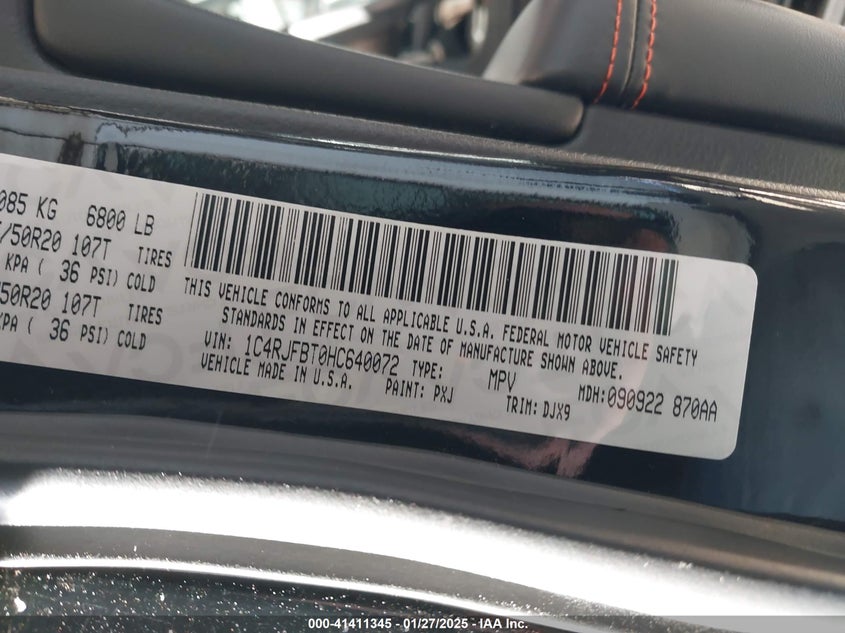 085 KG 6800 LB
/50R20 107T TIRES
KPA ( 36 PSI) COLD
50R20 107T TIRES
KPA ( 36 PSI) COLD
THIS VEHICLE CONFORMS TO ALL APPLICABLE U.S.A. FEDERAL MOTOR VEHICLE SAFETY
STANDARDS IN EFFECT ON THE DATE OF MANUFACTURE SHOWN ABOVE.
VIN: 1C4RJFBT0HC640072 TYPE: MPV MDH:090922 870AA
VEHICLE MADE IN U.S.A. PAINT: PXJ TRIM: DJX9
000-41411345 - 01/27/2025 - IAA Inc.